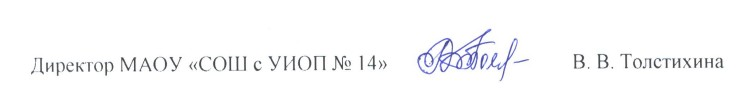 Директор МАОУ «СОШ с УИОП № 14» В. В. Толстихина